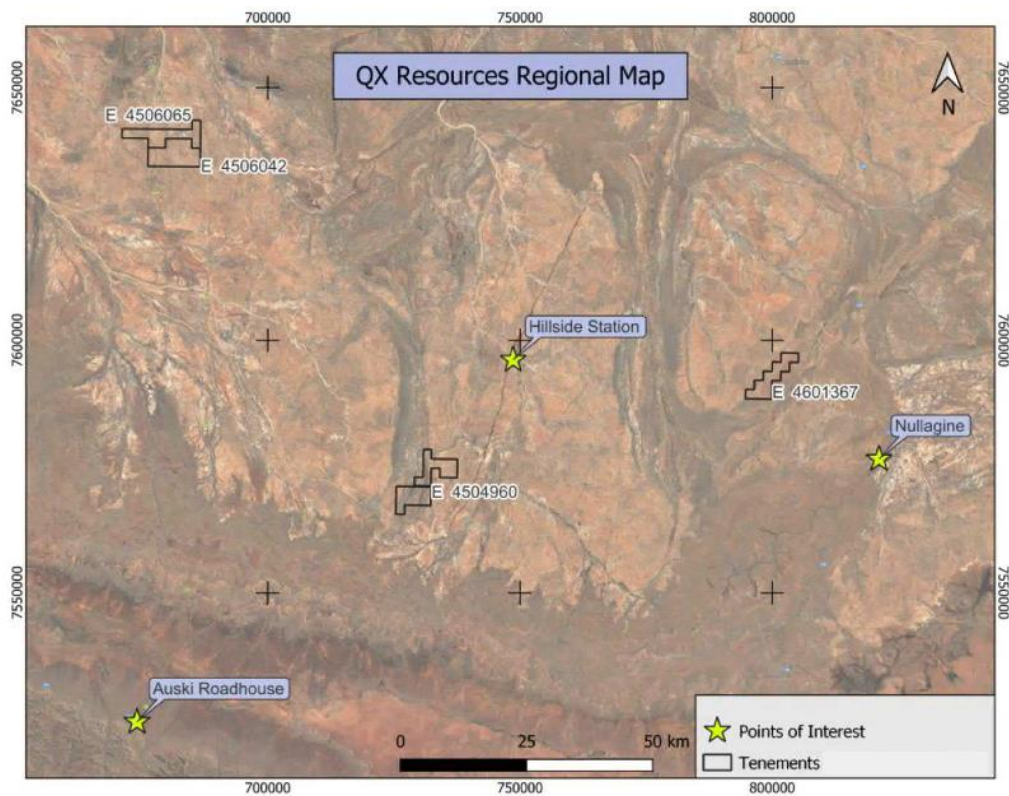 700000 750000 800000
QX Resources Regional Map
N
7650000 7650000
E 4506065
E 4506042
Hillside Station
7600000 7600000
E 4601367
Nullagine
E 4504960
7550000 7550000
Auski Roadhouse
0 25 50 km
Points of Interest
Tenements
700000 750000 800000